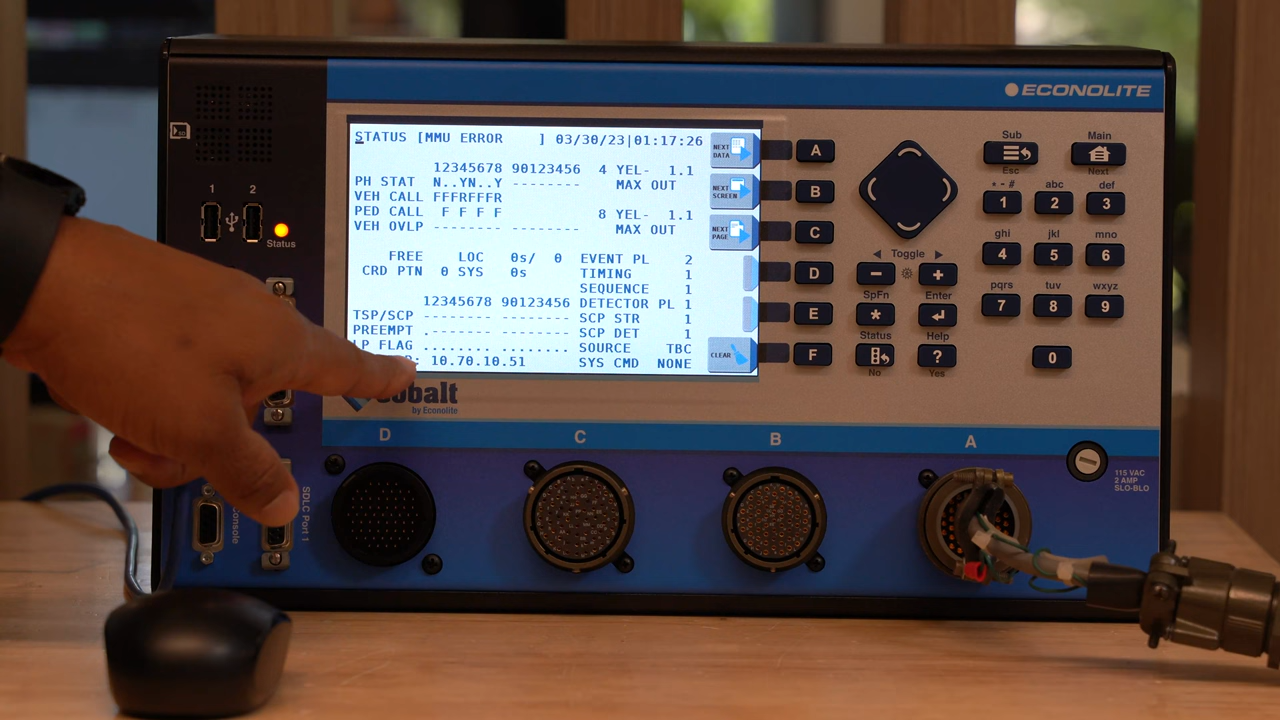 ECONOLITE
STATUS [MMU ERROR ] 03/30/23|01:17:26
12345678 90123456 4 YEL- 1.1
PH STAT N..YN..Y -------- MAX OUT
VEH CALL FFFRFFFR
PED CALL F F F F 8 YEL- 1.1
VEH OVLP -------- -------- MAX OUT
FREE LOC 0s/ 0 EVENT PL 2
CRD PTN 0 SYS 0s TIMING 1
SEQUENCE 1
12345678 90123456 DETECTOR PL 1
TSP/SCP -------- -------- SCP STR 1
PREEMPT .------- -------- SCP DET 1
LP FLAG ........ ........ SOURCE TBC
: 10.70.10.51 SYS CMD NONE
NEXT DATA
NEXT SCREEN
NEXT PAGE
CLEAR
A
B
C
D
E
F
Sub
Esc
Main
Next
* - #
abc
def
1
2
3
ghi
jkl
mno
4
5
6
pqrs
tuv
wxyz
7
8
9
0
Toggle
-
+
SpFn
Enter
*
Status
Help
?
No
Yes
1 2
Status
by Econolite
D
C
B
A
115 VAC
2 AMP
SLO-BLO
SDLC Port 1